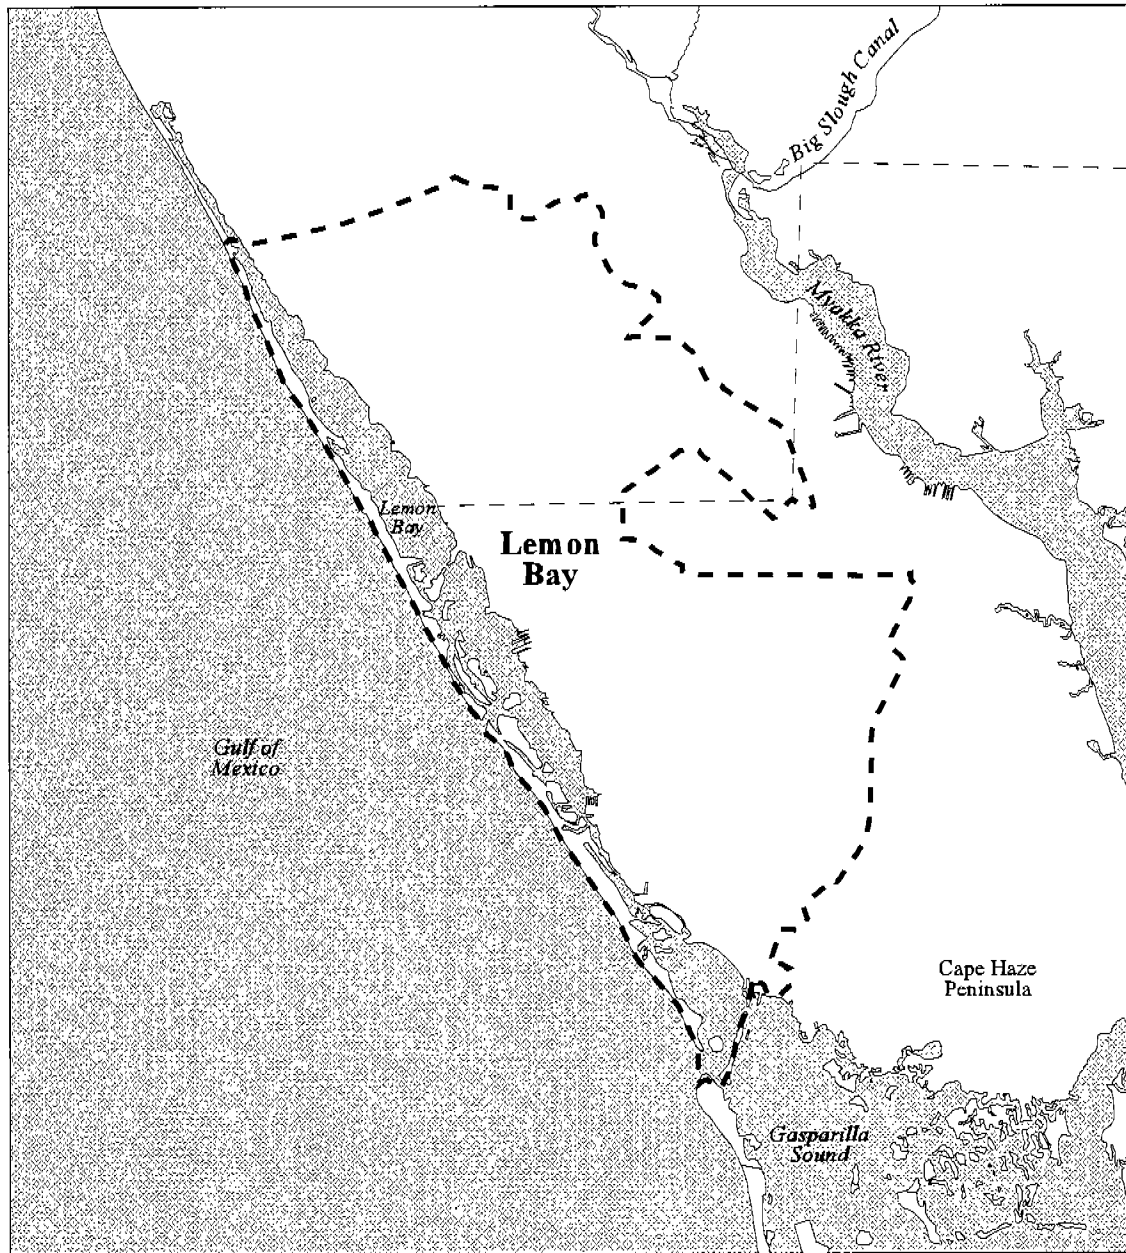 Big Slough Canal
Myakka River
Lemon
Bay
Lemon
Bay
Gulf of
Mexico
Cape Haze
Peninsula
Gasparilla
Sound